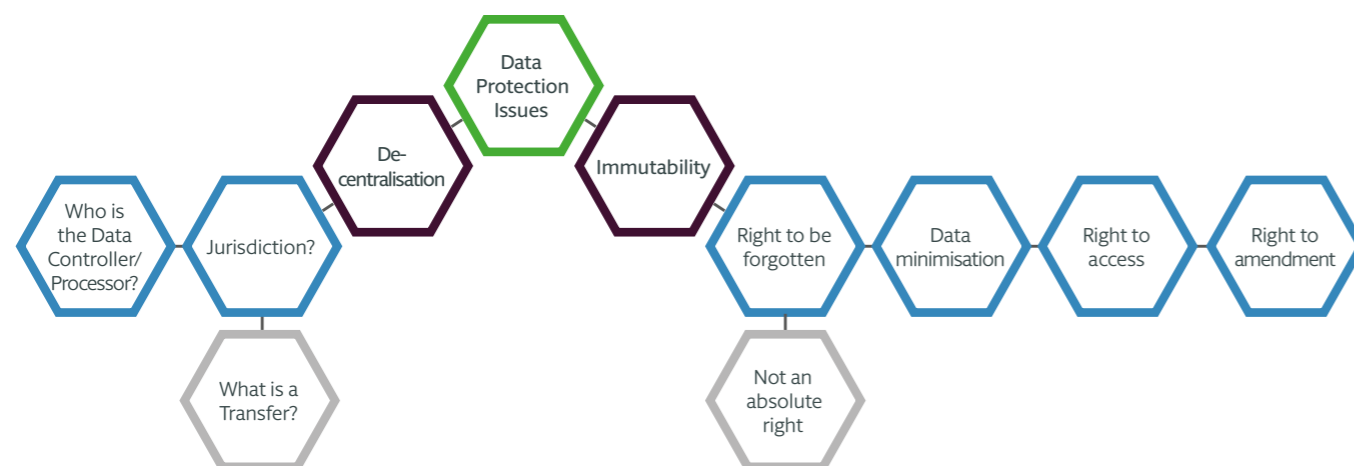 Data
Protection
Issues
De-
centralisation
Immutability
Who is
the Data
Controller/
Processor?
Jurisdiction?
Right to be
forgotten
Data
minimisation
Right to
access
Right to
amendment
What is a
Transfer?
Not an
absolute
right